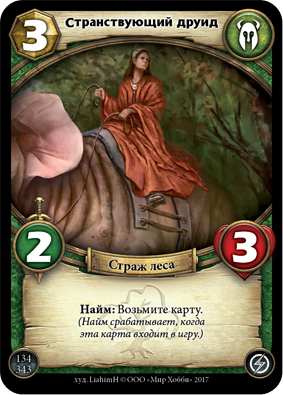 3
Странствующий друид
2
Страж леса
3
Найм: Возьмите карту.
(Найм срабатывает, когда
эта карта входит в игру.)
134
343
худ. LiahimH © ООО «Мир Хобби» 2017